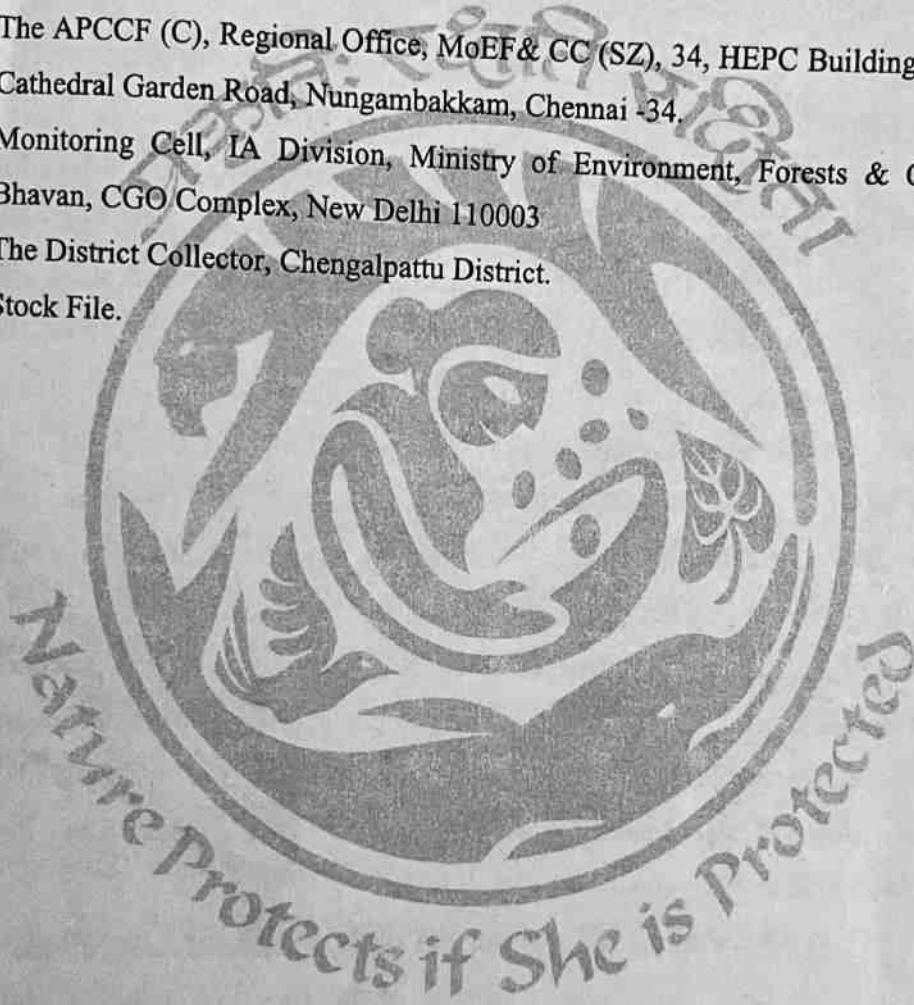 The APCCF (C), Regional Office, MoEF& CC (SZ), 34, HEPC Building
Cathedral Garden Road, Nungambakkam, Chennai -34.
Monitoring Cell, IA Division, Ministry of Environment, Forests &
Bhavan, CGO Complex, New Delhi 110003
The District Collector, Chengalpattu District.
Stock File.
Nature Protects if She is Protected